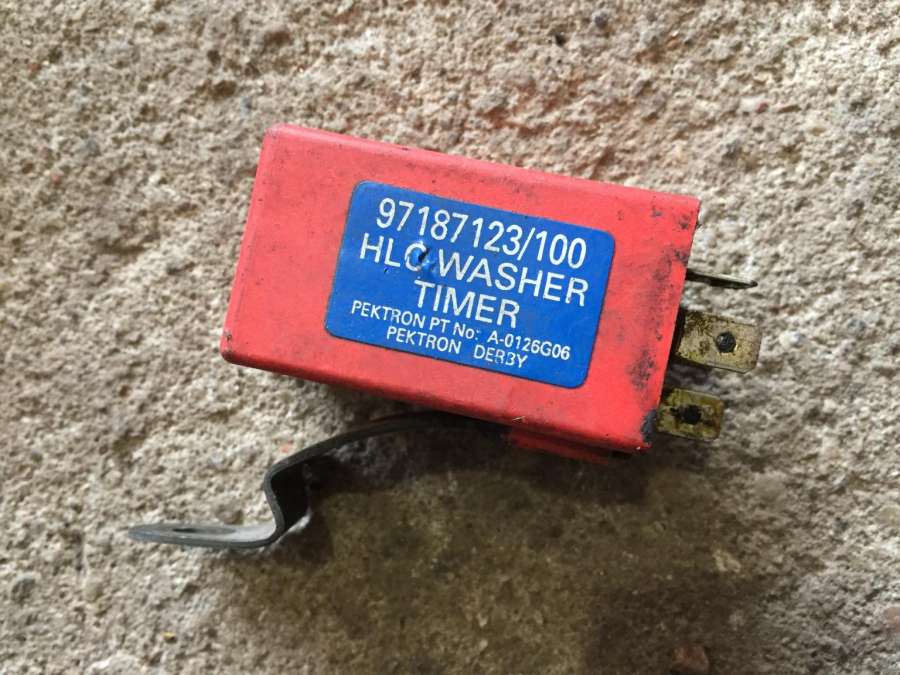 97187123/100
HLC WASHER
TIMER
PEKTRON PT No: A-0126G06
PEKTRON DERBY